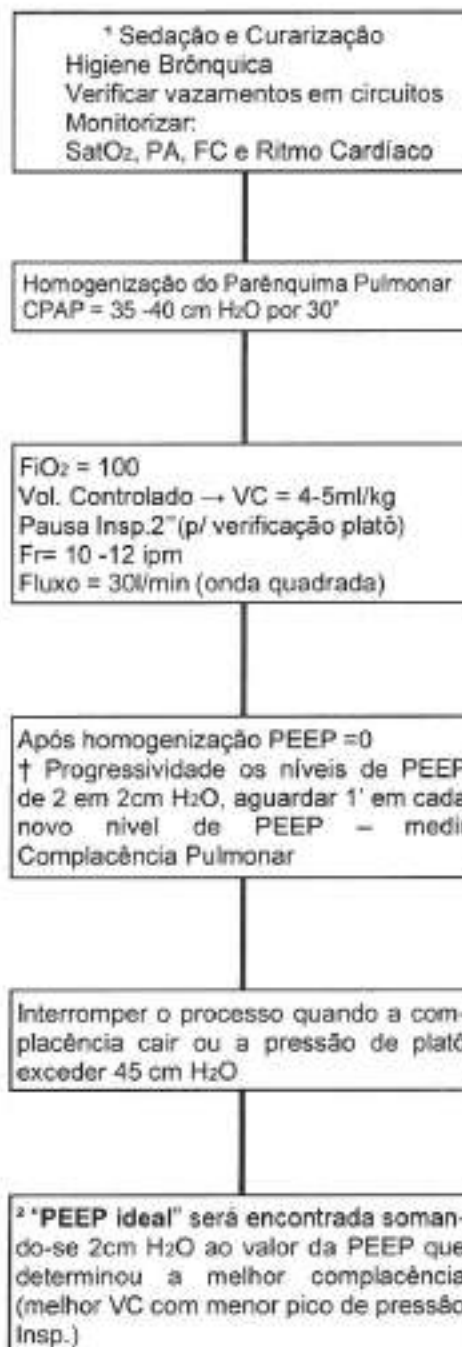 ¹ Sedação e Curarização
Higiene Brônquica
Verificar vazamentos em circuitos
Monitorizar:
SatO₂, PA, FC e Ritmo Cardíaco
Homogenização do Parênquima Pulmonar
CPAP = 35 -40 cm H₂O por 30"
FiO₂ = 100
Vol. Controlado → VC = 4-5ml/kg
Pausa Insp.2"(p/ verificação platô)
Fr= 10 -12 ipm
Fluxo = 30l/min (onda quadrada)
Após homogenização PEEP =0
† Progressividade os níveis de PEEP
de 2 em 2cm H₂O, aguardar 1' em cada
novo nível de PEEP – medir
Complacência Pulmonar
Interromper o processo quando a com-
placência cair ou a pressão de platô
exceder 45 cm H₂O
² "PEEP ideal" será encontrada soman-
do-se 2cm H₂O ao valor da PEEP que
determinou a melhor complacência
(melhor VC com menor pico de pressão
Insp.)